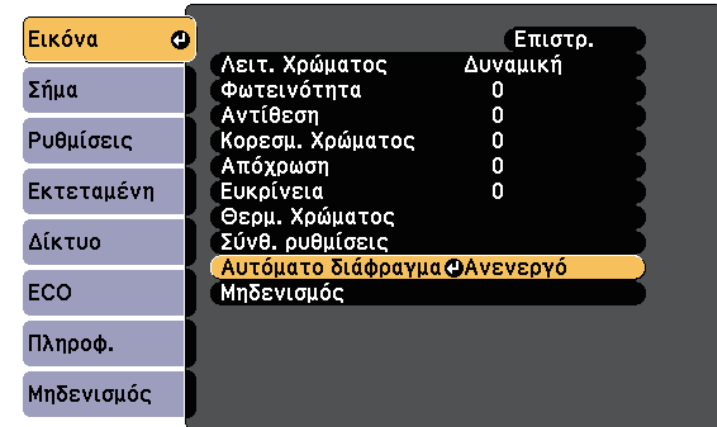 Εικόνα
Σήμα
Ρυθμίσεις
Εκτεταμένη
Δίκτυο
ECO
Πληροφ.
Μηδενισμός
Επιστρ.
Λειτ. Χρώματος Δυναμική
Φωτεινότητα 0
Αντίθεση 0
Κορεσμ. Χρώματος 0
Απόχρωση 0
Ευκρίνεια 0
Θερμ. Χρώματος
Σύνθ. ρυθμίσεις
Αυτόματο διάφραγμα Ανενεργό
Μηδενισμός